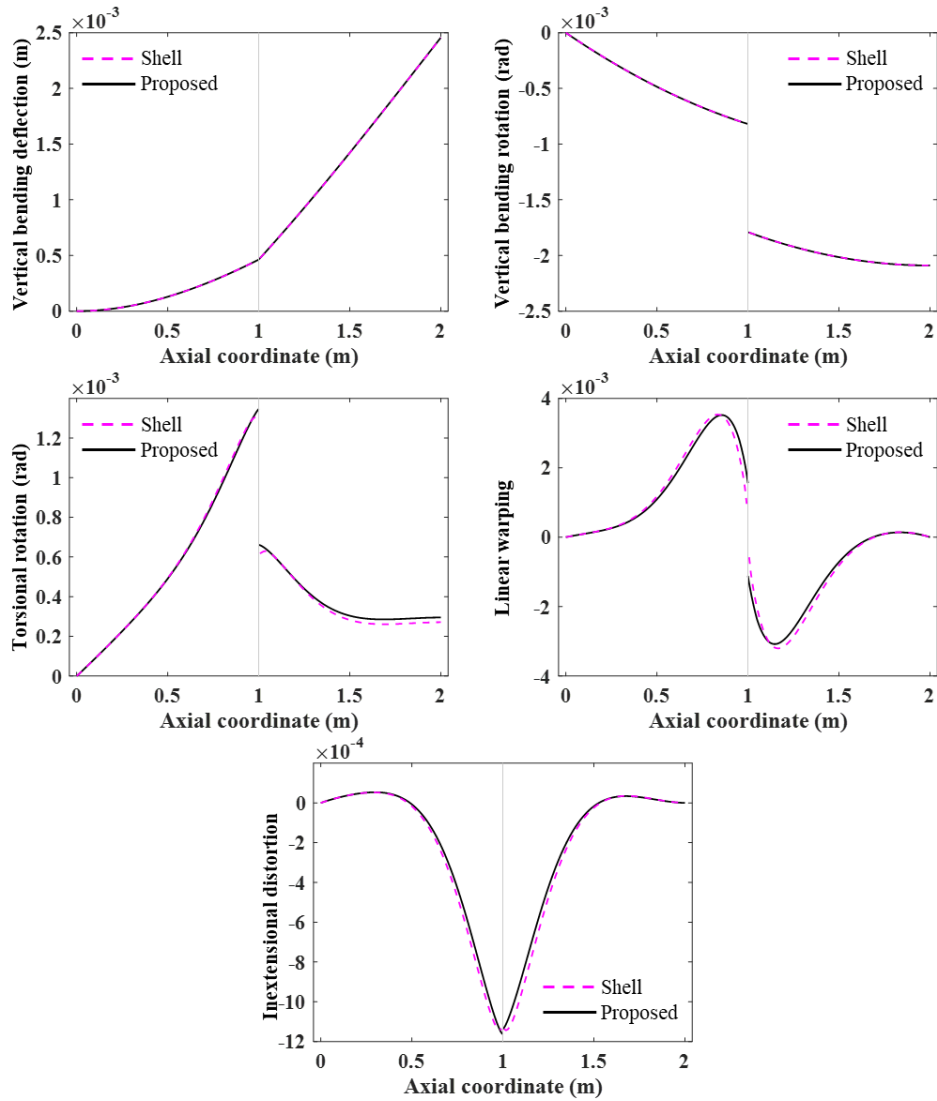 ×10⁻³
Vertical bending deflection (m)
2.5
2
1.5
1
0.5
0
Shell
Proposed
0 0.5 1 1.5 2
Axial coordinate (m)
×10⁻³
Vertical bending rotation (rad)
0
-0.5
-1
-1.5
-2
-2.5
Shell
Proposed
0 0.5 1 1.5 2
Axial coordinate (m)
×10⁻³
Torsional rotation (rad)
1.2
1
0.8
0.6
0.4
0.2
0
Shell
Proposed
0 0.5 1 1.5 2
Axial coordinate (m)
×10⁻³
Linear warping
4
2
0
-2
-4
Shell
Proposed
0 0.5 1 1.5 2
Axial coordinate (m)
×10⁻⁴
Inextensional distortion
0
-2
-4
-6
-8
-10
-12
Shell
Proposed
0 0.5 1 1.5 2
Axial coordinate (m)